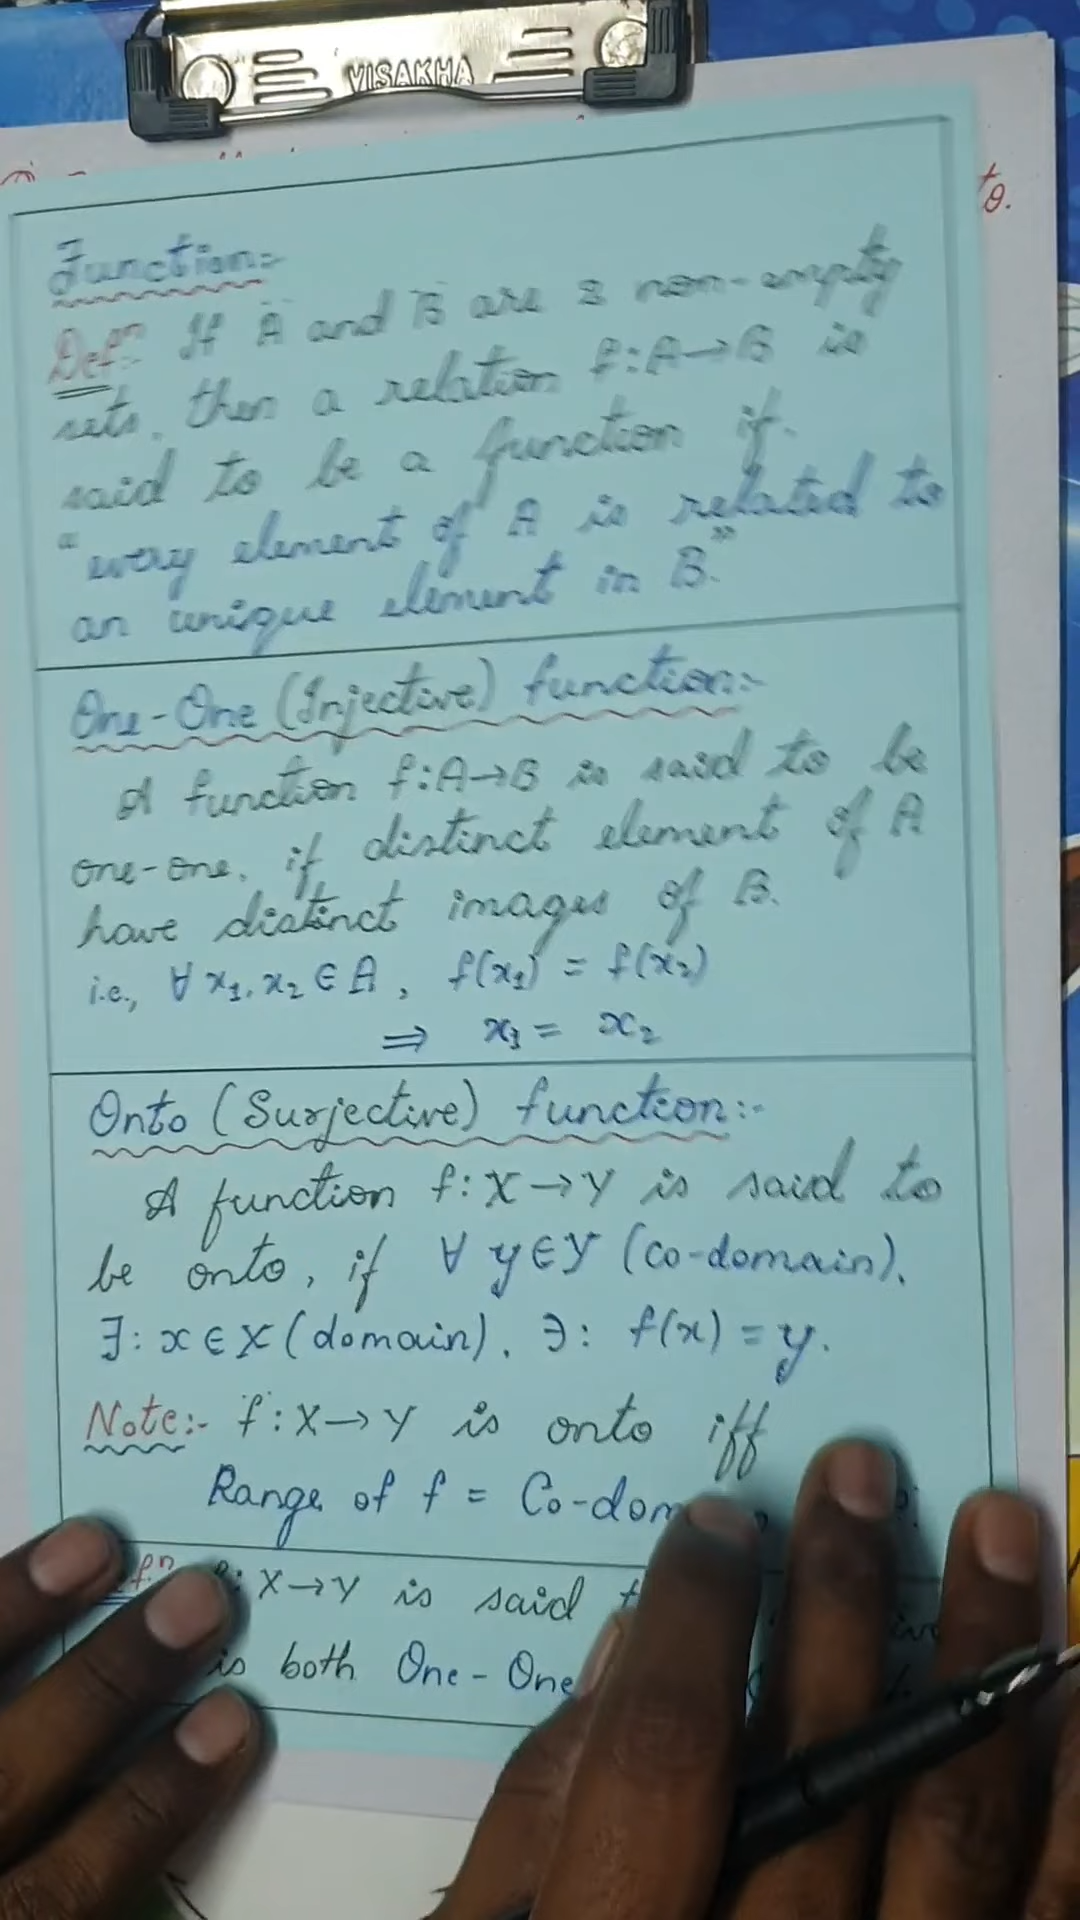 VISAKHA
θ.
Function:-
Defn:- If A and B are 2 non-empty
sets, then a relation f:A→B is
said to be a function if.
"every element of A is related to
an unique element in B."
One-One (Injective) function:-
A function f:A→B is said to be
one-one, if distinct element of A
have distinct images of B.
i.e., ∀ x₁, x₂ ∈ A, f(x₁) = f(x₂)
⇒ x₁ = x₂
Onto (Surjective) function:-
A function f: X→Y is said to
be onto, if ∀ y∈Y (co-domain),
∃: x∈X (domain), ∋: f(x) = y.
Note:- f:X→Y is onto iff
Range of f = Co-dom
X→Y is said
is both One-One